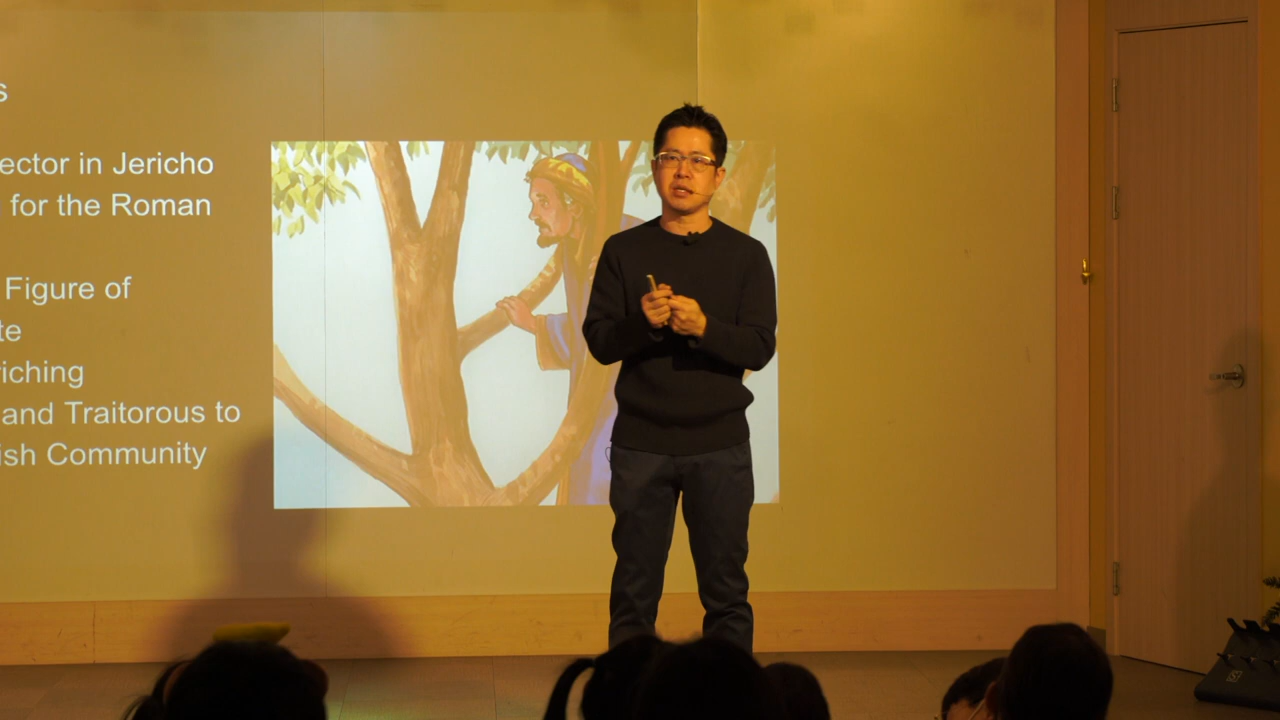 s
ector in Jericho
for the Roman
Figure of
te
riching
and Traitorous to
ish Community